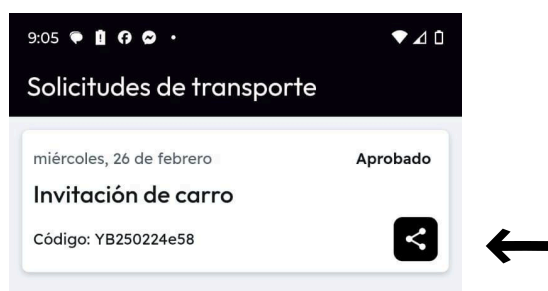 9:05
Solicitudes de transporte
miércoles, 26 de febrero Aprobado
Invitación de carro
Código: YB250224e58